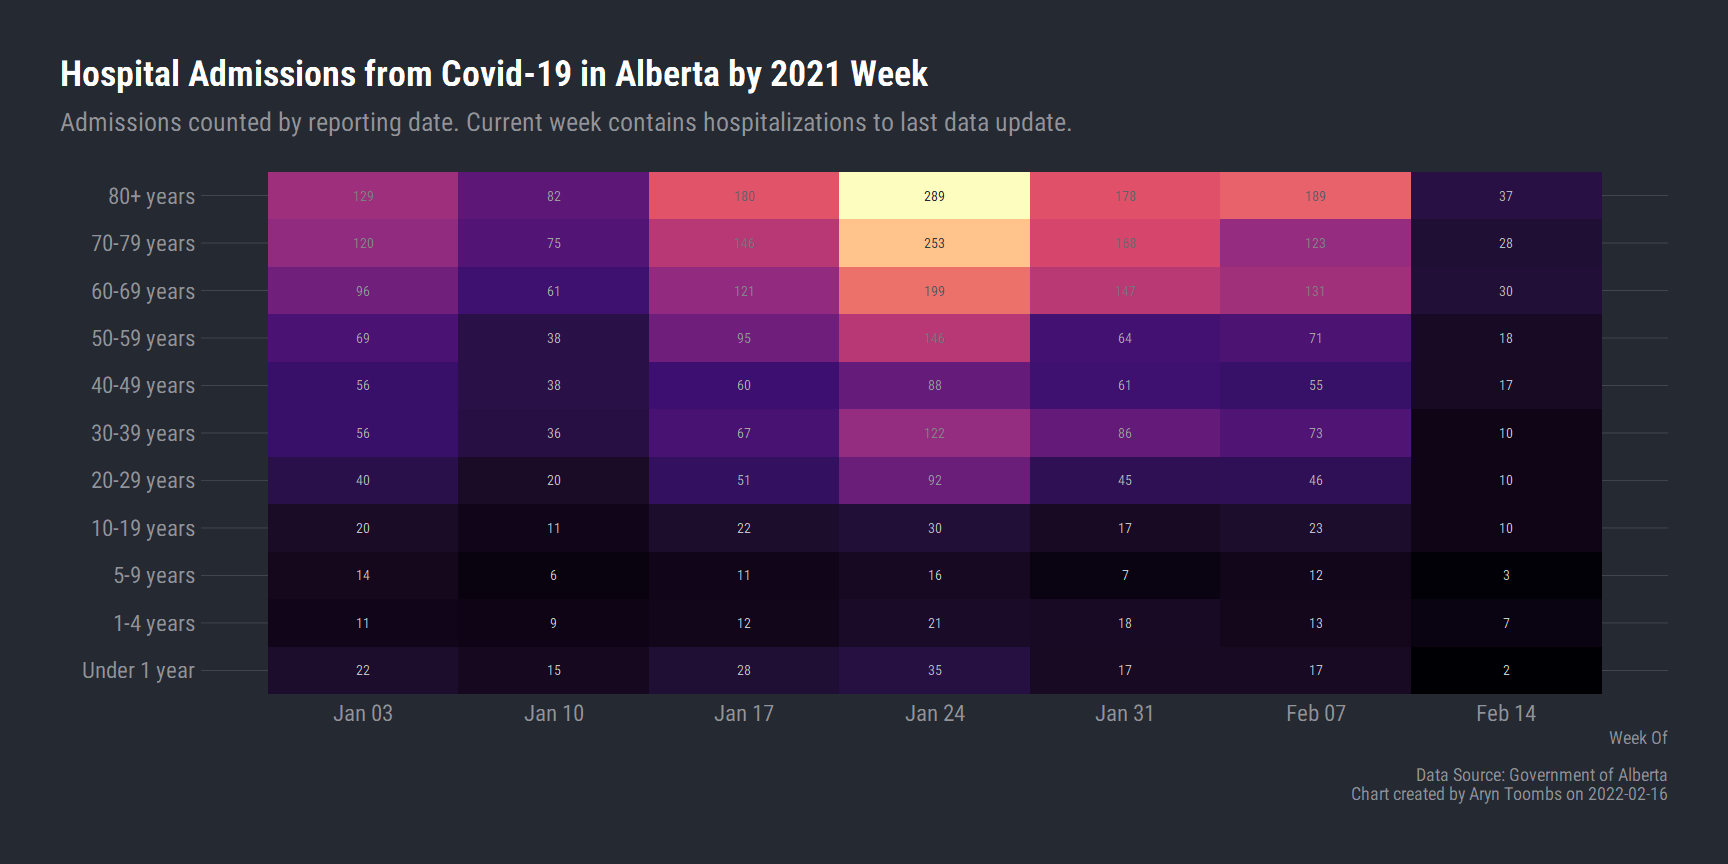 Hospital Admissions from Covid-19 in Alberta by 2021 Week
Admissions counted by reporting date. Current week contains hospitalizations to last data update.
80+ years 129 82 180 289 178 189 37
70-79 years 120 75 146 253 168 123 28
60-69 years 96 61 121 199 147 131 30
50-59 years 69 38 95 146 64 71 18
40-49 years 56 38 60 88 61 55 17
30-39 years 56 36 67 122 86 73 10
20-29 years 40 20 51 92 45 46 10
10-19 years 20 11 22 30 17 23 10
5-9 years 14 6 11 16 7 12 3
1-4 years 11 9 12 21 18 13 7
Under 1 year 22 15 28 35 17 17 2
Jan 03 Jan 10 Jan 17 Jan 24 Jan 31 Feb 07 Feb 14
Week Of
Data Source: Government of Alberta
Chart created by Aryn Toombs on 2022-02-16